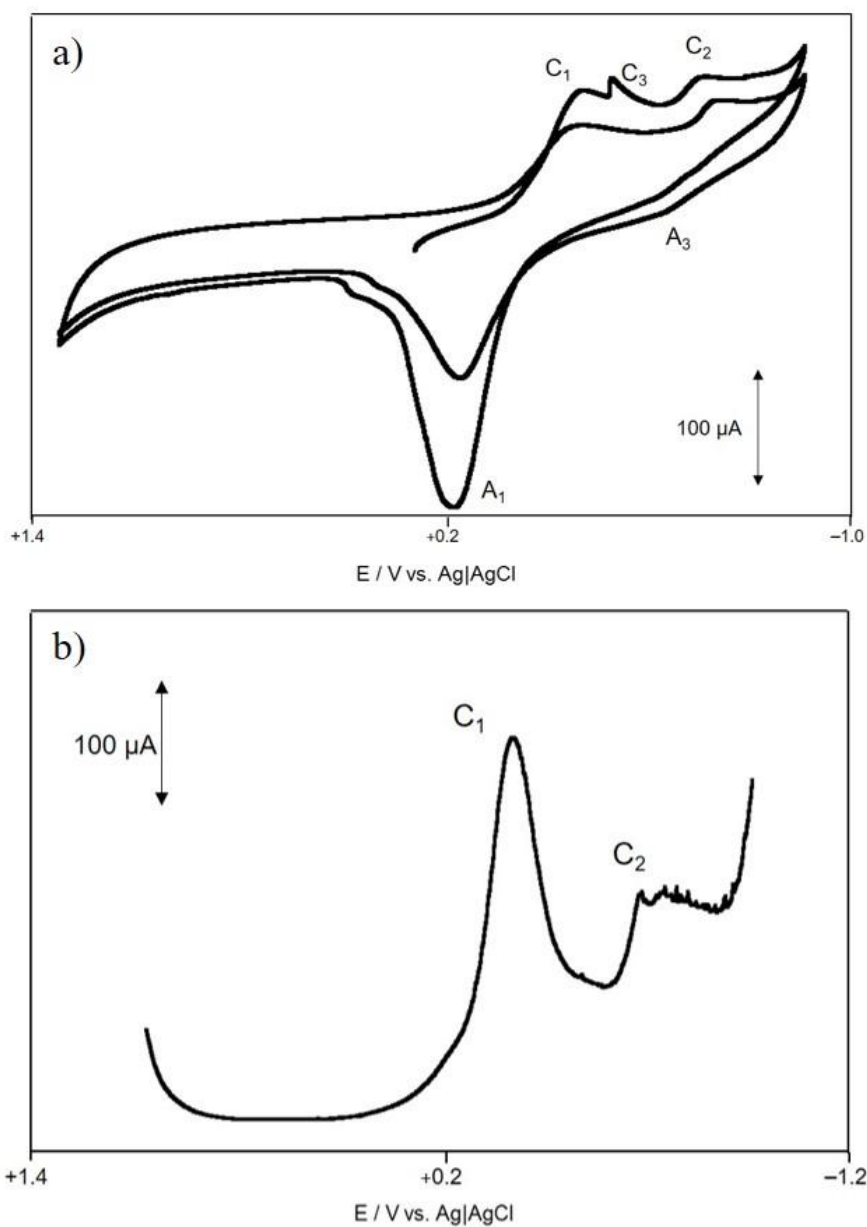 a)
C₁
C₃
C₂
A₃
100 µA
A₁
+1.4
+0.2
–1.0
E / V vs. Ag|AgCl
b)
C₁
100 µA
C₂
+1.4
+0.2
–1.2
E / V vs. Ag|AgCl